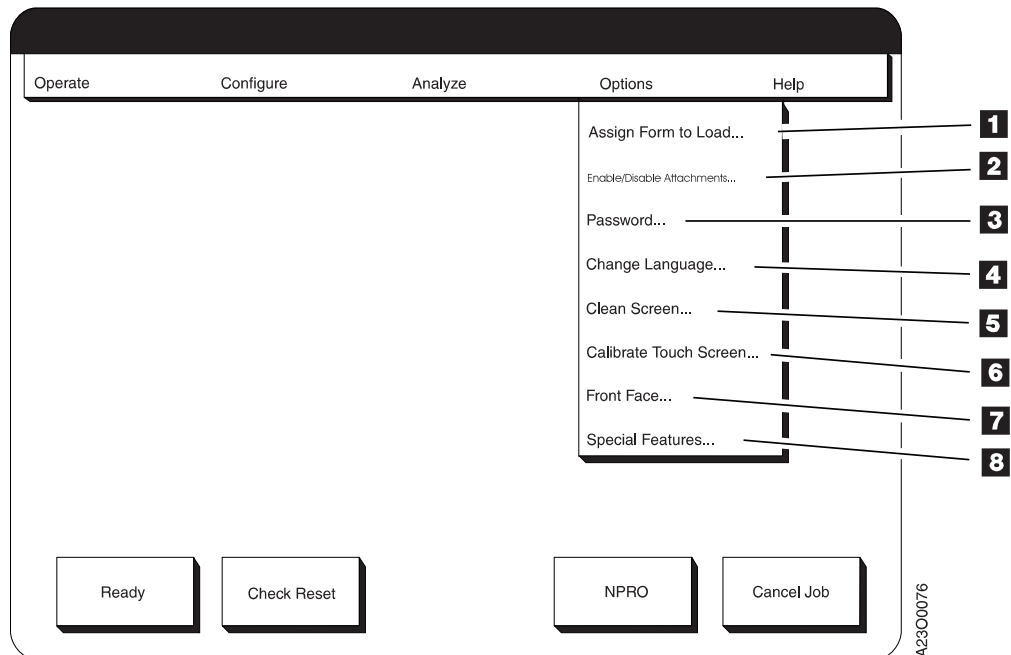 Operate Configure Analyze Options Help
Assign Form to Load... 1
Enable/Disable Attachments... 2
Password... 3
Change Language... 4
Clean Screen... 5
Calibrate Touch Screen... 6
Front Face... 7
Special Features... 8
Ready Check Reset NPRO Cancel Job
A23O0076